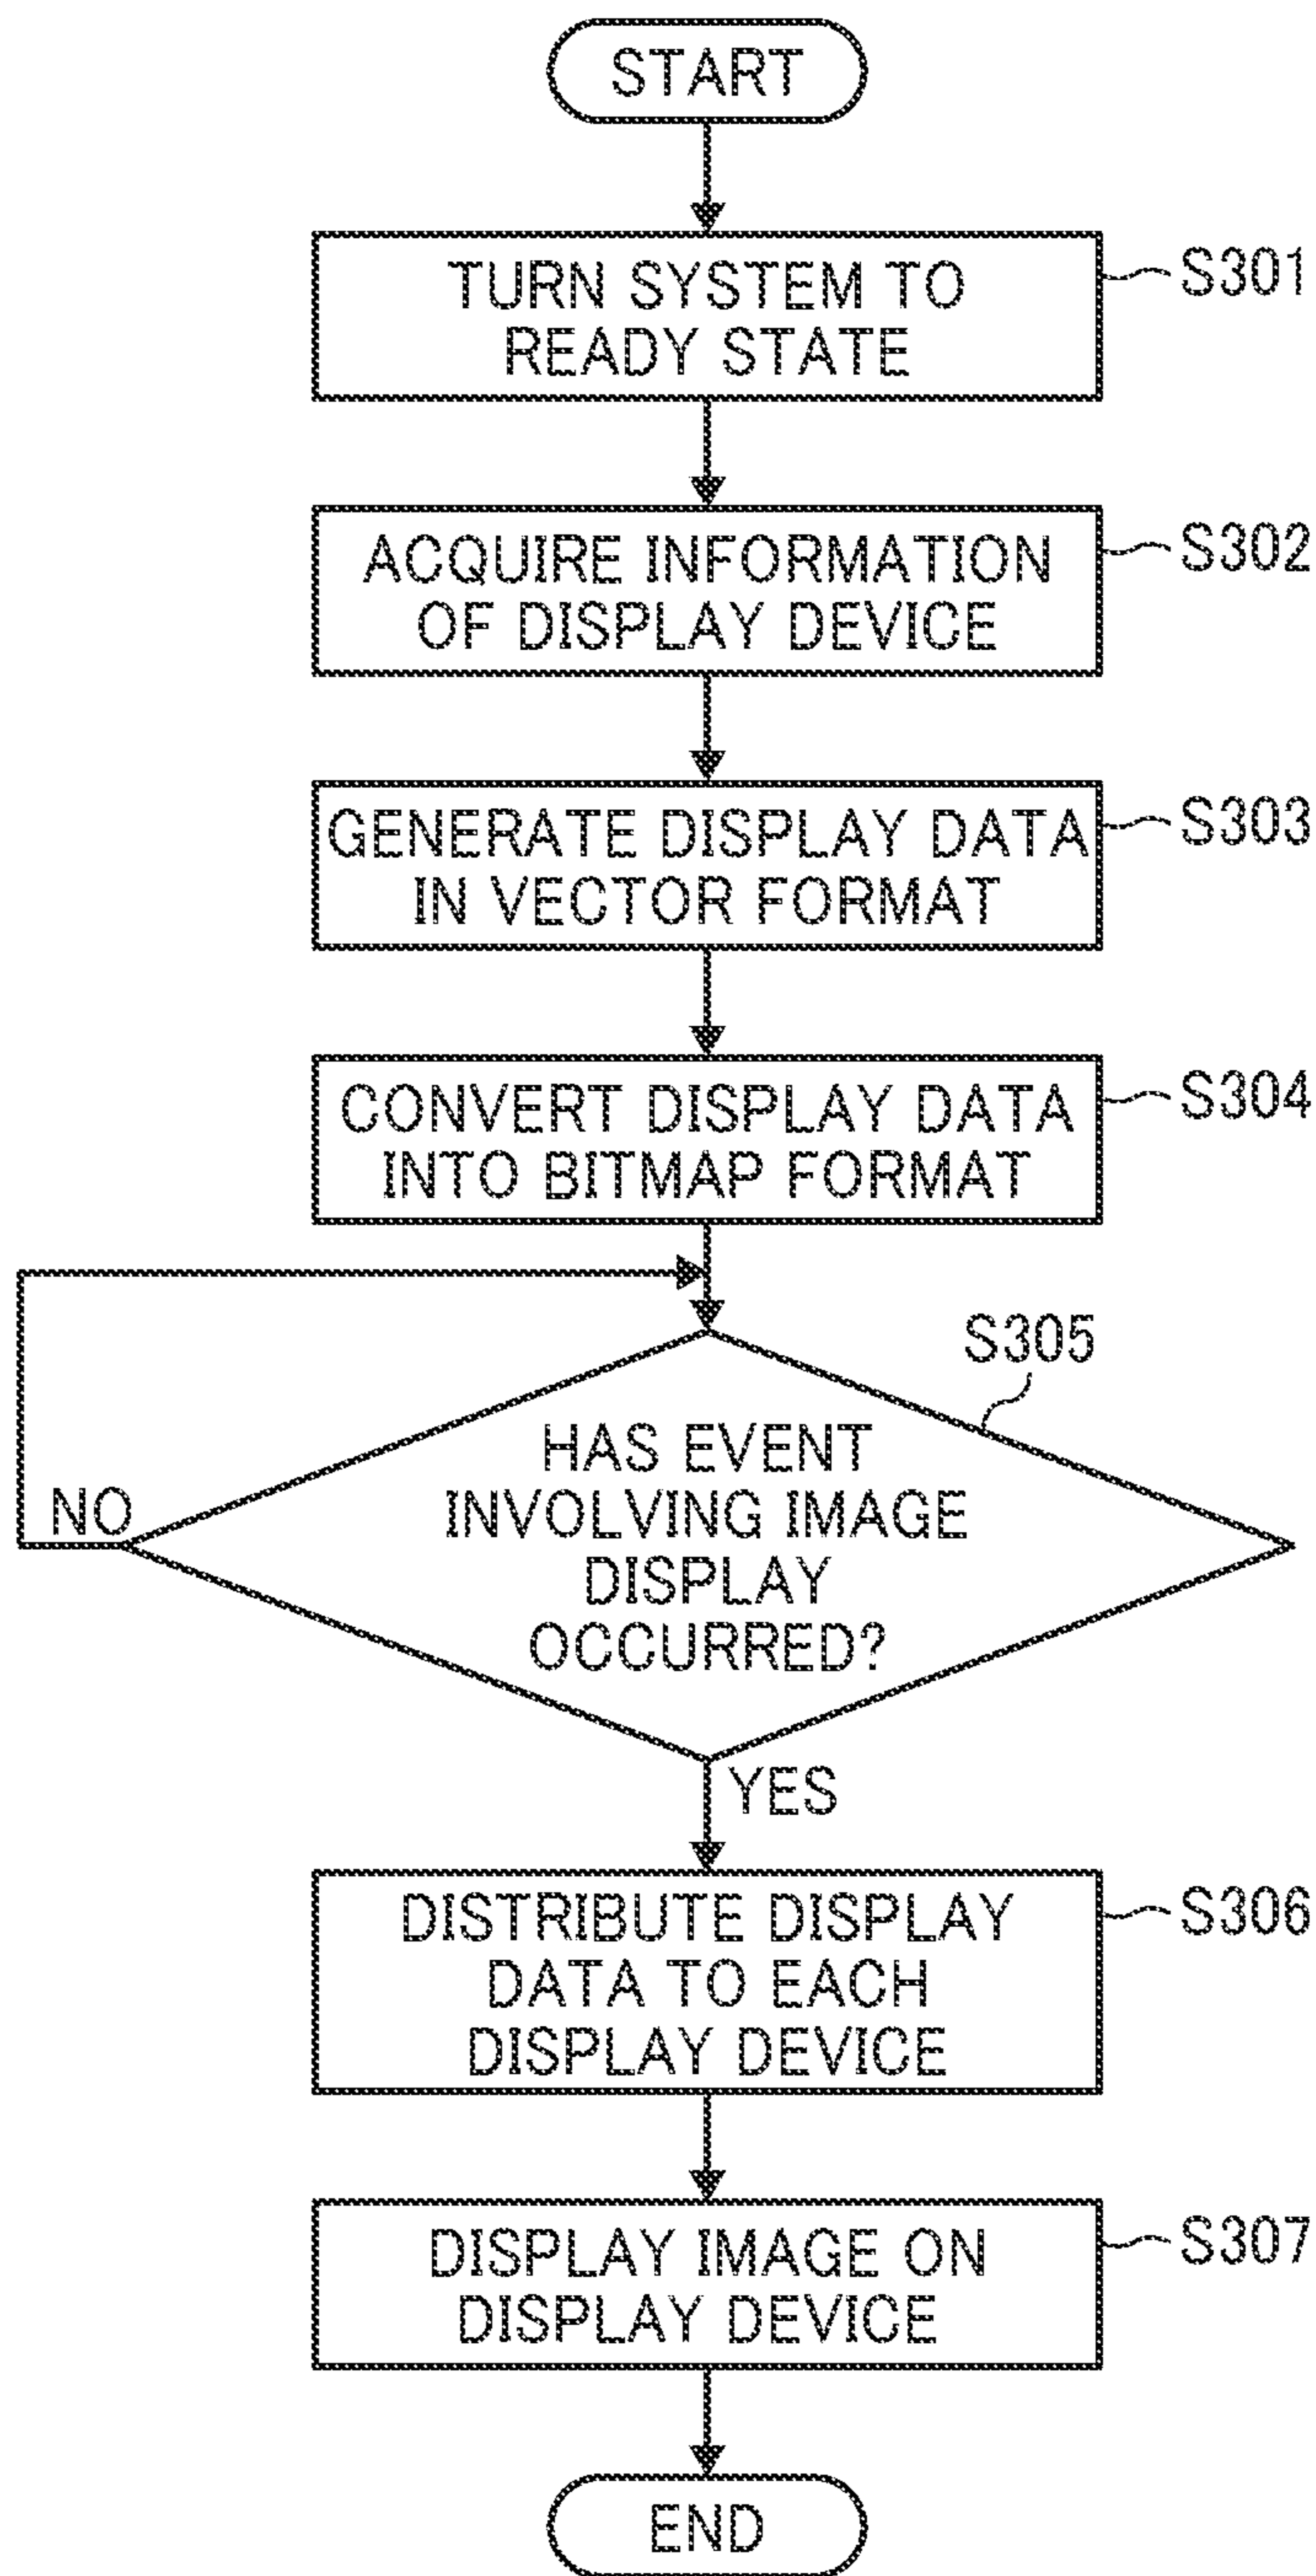 START
TURN SYSTEM TO
READY STATE
S301
ACQUIRE INFORMATION
OF DISPLAY DEVICE
S302
GENERATE DISPLAY DATA
IN VECTOR FORMAT
S303
CONVERT DISPLAY DATA
INTO BITMAP FORMAT
S304
S305
HAS EVENT
INVOLVING IMAGE
DISPLAY
OCCURRED?
NO
YES
DISTRIBUTE DISPLAY
DATA TO EACH
DISPLAY DEVICE
S306
DISPLAY IMAGE ON
DISPLAY DEVICE
S307
END